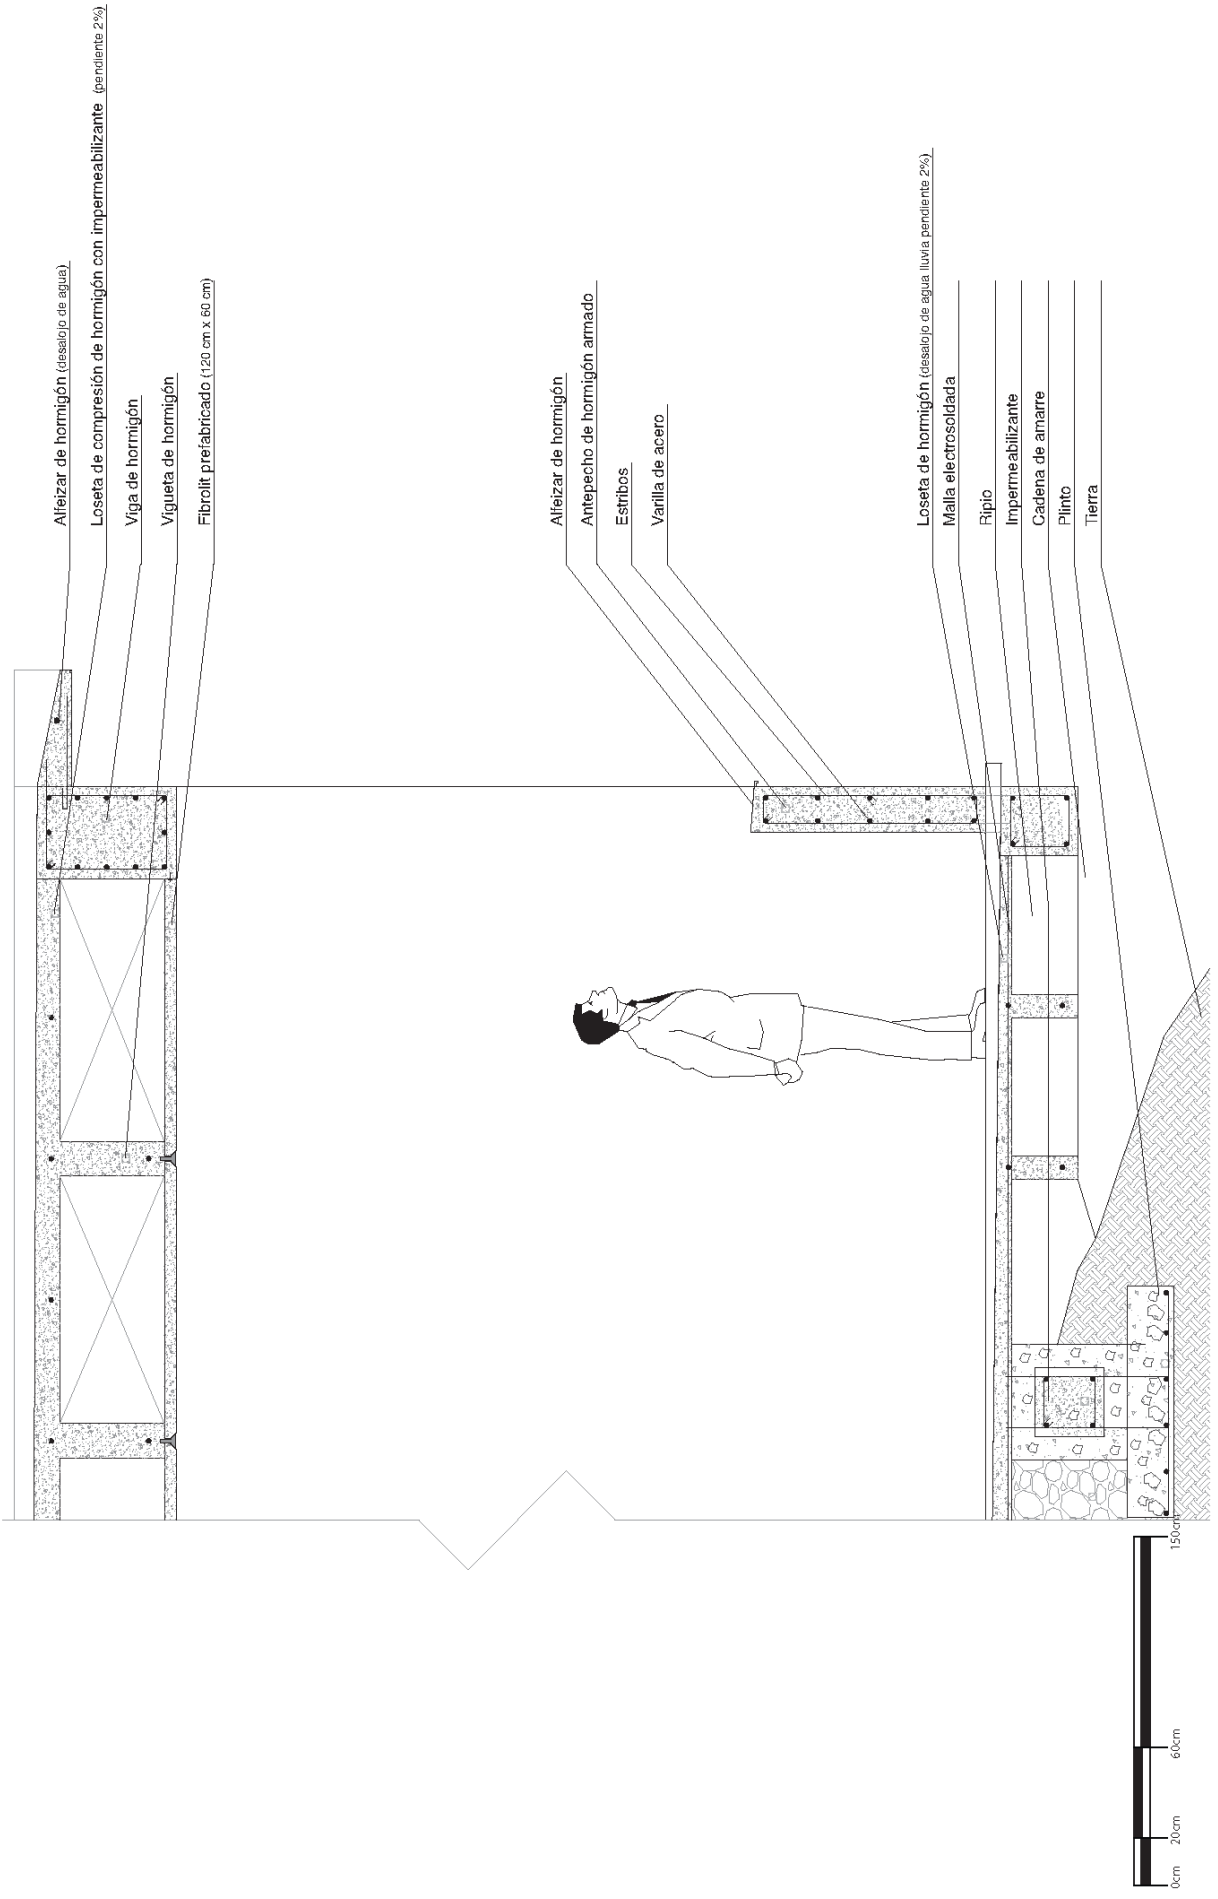 Alfeizar de hormigón (desalojo de agua)
Loseta de compresión de hormigón con impermeabilizante (pendiente 2%)
Viga de hormigón
Vigueta de hormigón
Fibrolit prefabricado (120 cm x 60 cm)
Alfeizar de hormigón
Antepecho de hormigón armado
Estribos
Varilla de acero
Loseta de hormigón (desalojo de agua lluvia pendiente 2%)
Malla electrosoldada
Ripio
Impermeabilizante
Cadena de amarre
Plinto
Tierra
0cm 20cm 60cm 150cm